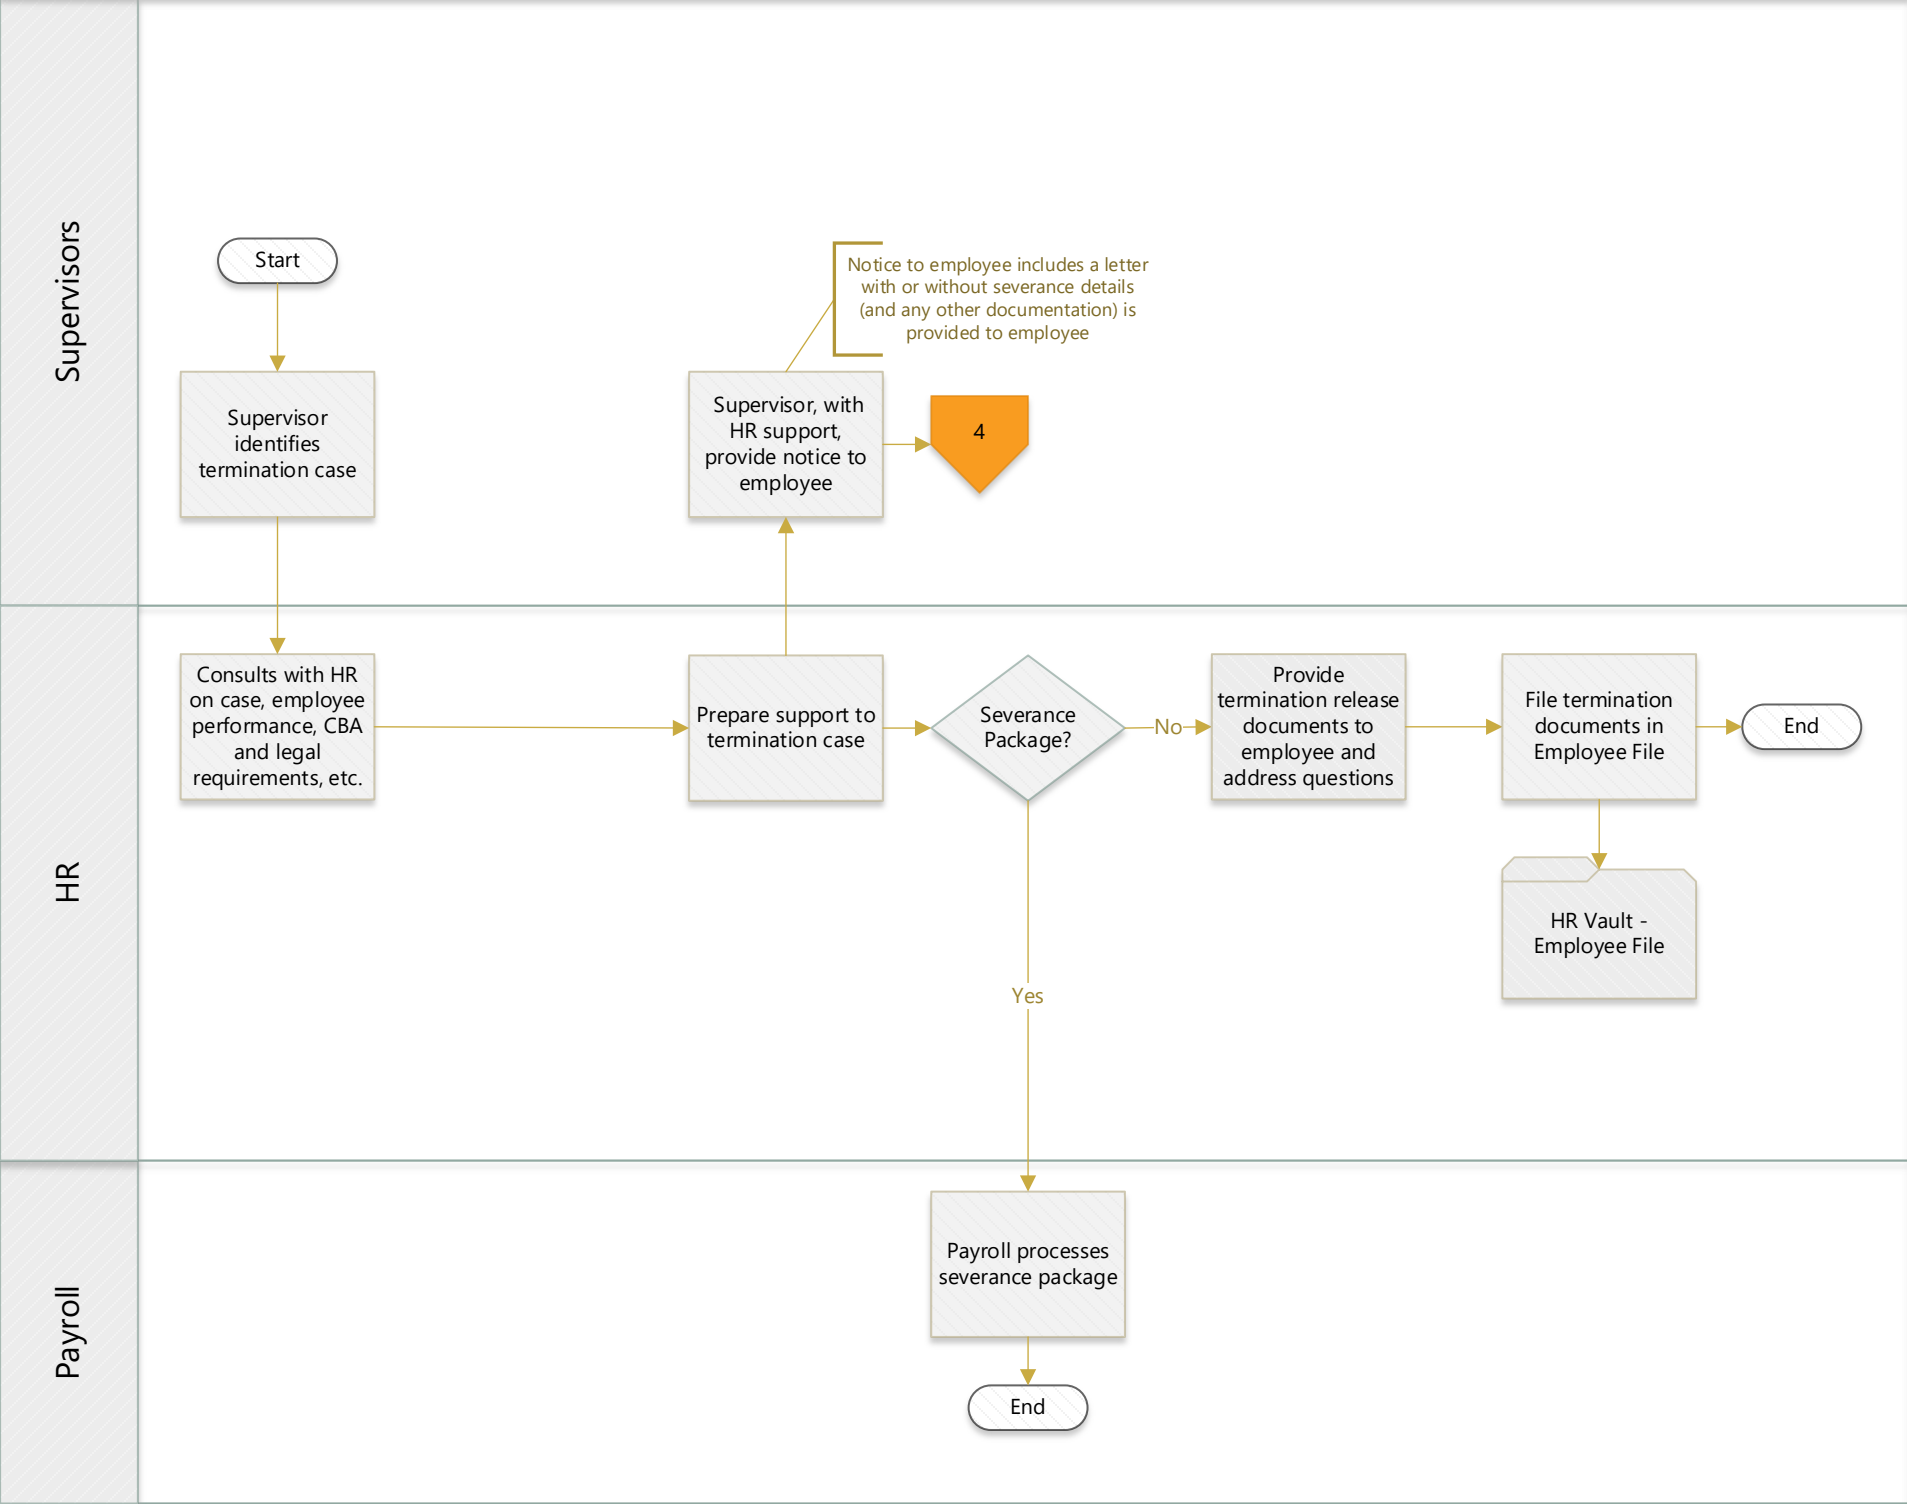 Supervisors
Start
Supervisor
identifies
termination case
Notice to employee includes a letter
with or without severance details
(and any other documentation) is
provided to employee
Supervisor, with
HR support,
provide notice to
employee
4
HR
Consults with HR
on case, employee
performance, CBA
and legal
requirements, etc.
Prepare support to
termination case
Severance
Package?
No
Provide
termination release
documents to
employee and
address questions
File termination
documents in
Employee File
End
HR Vault -
Employee File
Yes
Payroll
Payroll processes
severance package
End